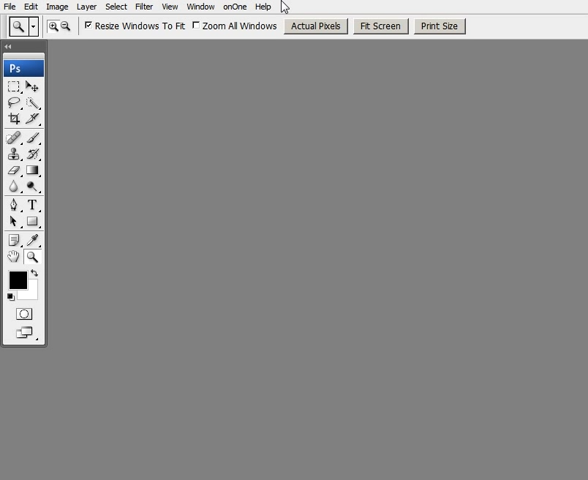 File Edit Image Layer Select Filter View Window onOne Help
Resize Windows To Fit Zoom All Windows Actual Pixels Fit Screen Print Size
Ps
T